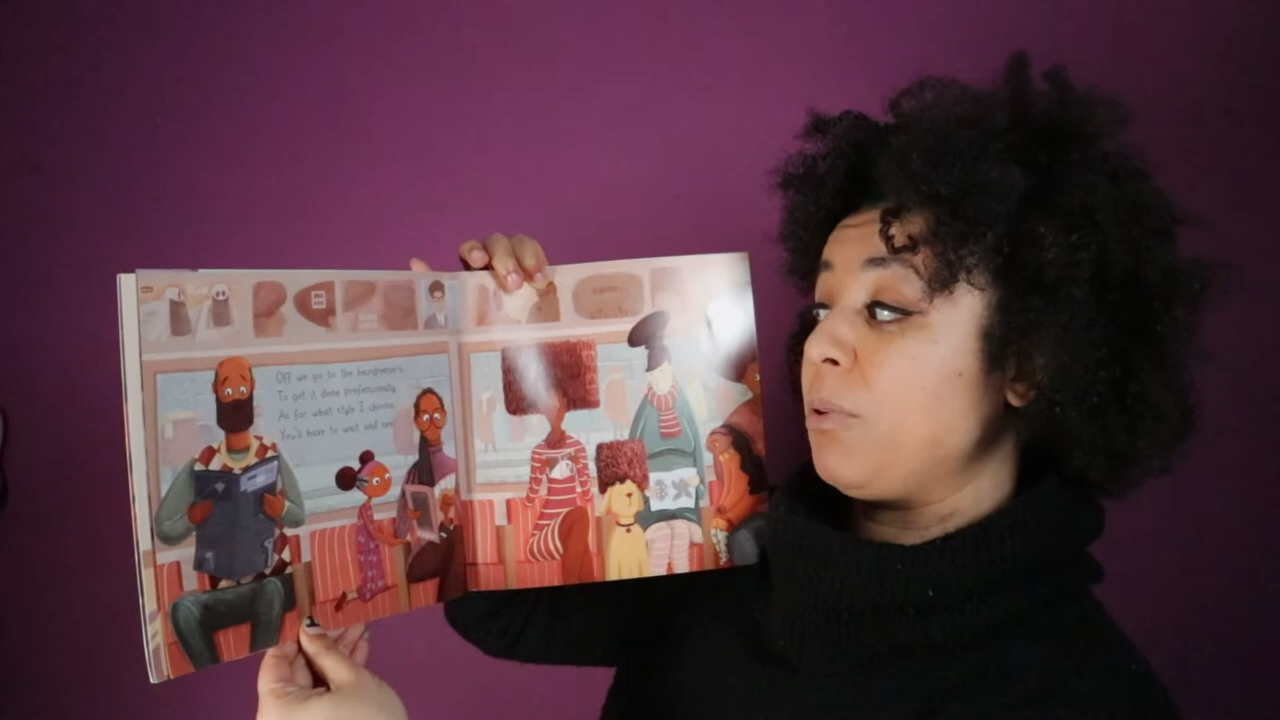 Off we go to the hairdresser's,
To get it done professionally
As for what style I choose,
You'll have to wait and see!